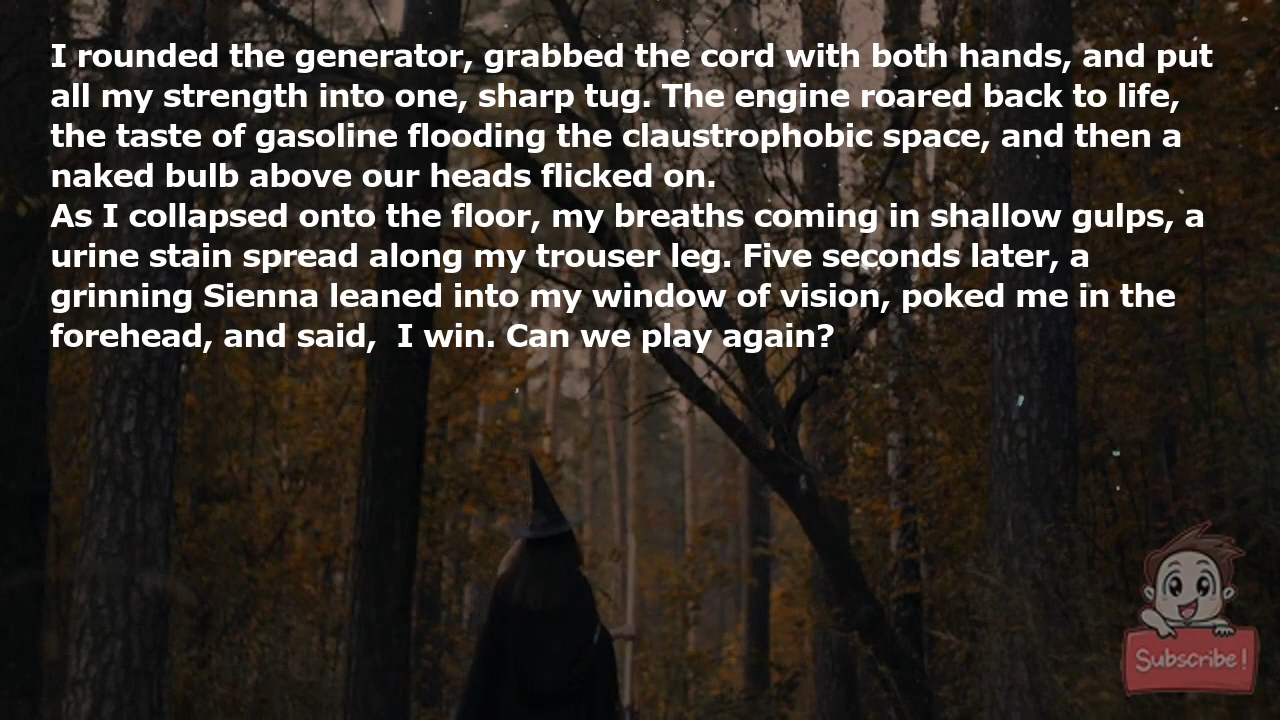 I rounded the generator, grabbed the cord with both hands, and put
all my strength into one, sharp tug. The engine roared back to life,
the taste of gasoline flooding the claustrophobic space, and then a
naked bulb above our heads flicked on.
As I collapsed onto the floor, my breaths coming in shallow gulps, a
urine stain spread along my trouser leg. Five seconds later, a
grinning Sienna leaned into my window of vision, poked me in the
forehead, and said,  I win. Can we play again?
Subscribe!